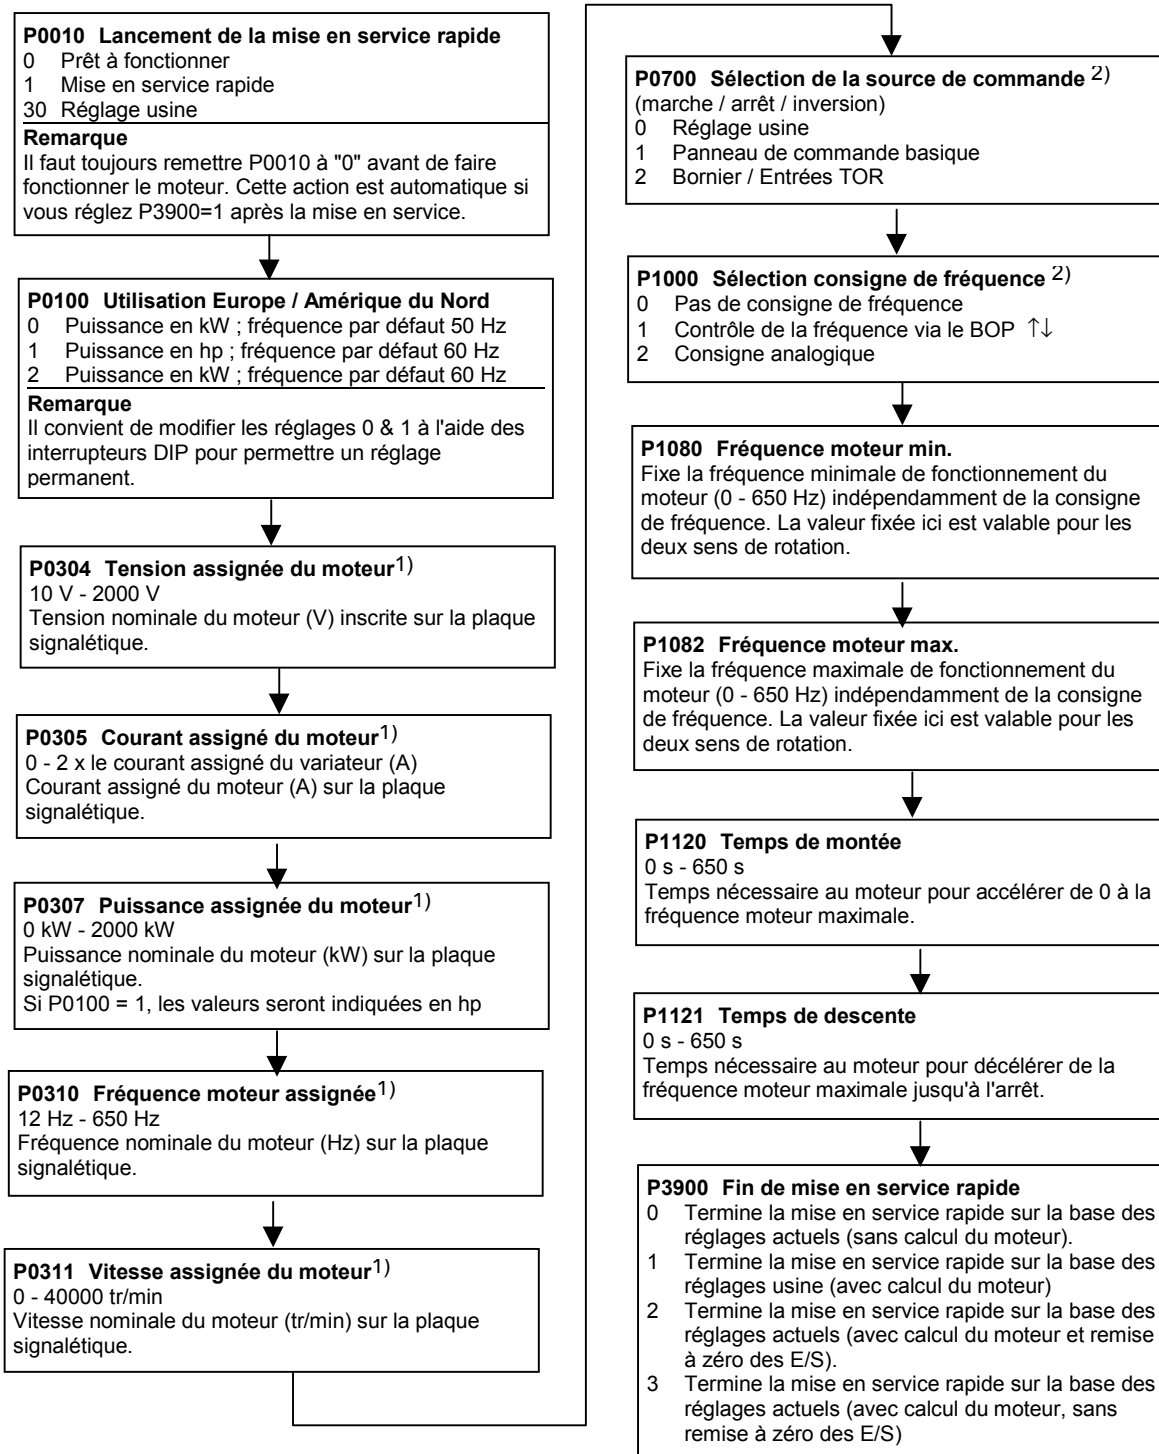 P0010 Lancement de la mise en service rapide
0 Prêt à fonctionner
1 Mise en service rapide
30 Réglage usine
Remarque
Il faut toujours remettre P0010 à "0" avant de faire
fonctionner le moteur. Cette action est automatique si
vous réglez P3900=1 après la mise en service.
P0100 Utilisation Europe / Amérique du Nord
0 Puissance en kW ; fréquence par défaut 50 Hz
1 Puissance en hp ; fréquence par défaut 60 Hz
2 Puissance en kW ; fréquence par défaut 60 Hz
Remarque
Il convient de modifier les réglages 0 & 1 à l'aide des
interrupteurs DIP pour permettre un réglage
permanent.
P0304 Tension assignée du moteur1)
10 V - 2000 V
Tension nominale du moteur (V) inscrite sur la plaque
signalétique.
P0305 Courant assigné du moteur1)
0 - 2 x le courant assigné du variateur (A)
Courant assigné du moteur (A) sur la plaque
signalétique.
P0307 Puissance assignée du moteur1)
0 kW - 2000 kW
Puissance nominale du moteur (kW) sur la plaque
signalétique.
Si P0100 = 1, les valeurs seront indiquées en hp
P0310 Fréquence moteur assignée1)
12 Hz - 650 Hz
Fréquence nominale du moteur (Hz) sur la plaque
signalétique.
P0311 Vitesse assignée du moteur1)
0 - 40000 tr/min
Vitesse nominale du moteur (tr/min) sur la plaque
signalétique.
P0700 Sélection de la source de commande 2)
(marche / arrêt / inversion)
0 Réglage usine
1 Panneau de commande basique
2 Bornier / Entrées TOR
P1000 Sélection consigne de fréquence 2)
0 Pas de consigne de fréquence
1 Contrôle de la fréquence via le BOP ↑↓
2 Consigne analogique
P1080 Fréquence moteur min.
Fixe la fréquence minimale de fonctionnement du
moteur (0 - 650 Hz) indépendamment de la consigne
de fréquence. La valeur fixée ici est valable pour les
deux sens de rotation.
P1082 Fréquence moteur max.
Fixe la fréquence maximale de fonctionnement du
moteur (0 - 650 Hz) indépendamment de la consigne
de fréquence. La valeur fixée ici est valable pour les
deux sens de rotation.
P1120 Temps de montée
0 s - 650 s
Temps nécessaire au moteur pour accélérer de 0 à la
fréquence moteur maximale.
P1121 Temps de descente
0 s - 650 s
Temps nécessaire au moteur pour décélérer de la
fréquence moteur maximale jusqu'à l'arrêt.
P3900 Fin de mise en service rapide
0 Termine la mise en service rapide sur la base des
réglages actuels (sans calcul du moteur).
1 Termine la mise en service rapide sur la base des
réglages usine (avec calcul du moteur)
2 Termine la mise en service rapide sur la base des
réglages actuels (avec calcul du moteur et remise
à zéro des E/S).
3 Termine la mise en service rapide sur la base des
réglages actuels (avec calcul du moteur, sans
remise à zéro des E/S)